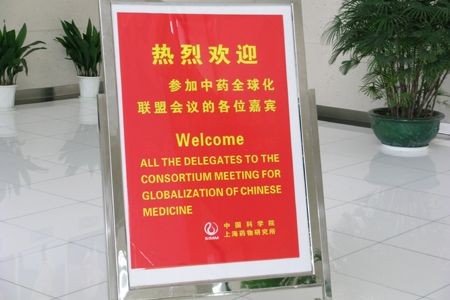 热烈欢迎
参加中药全球化
联盟会议的各位嘉宾
Welcome
ALL THE DELEGATES TO THE
CONSORTIUM MEETING FOR
GLOBALIZATION OF CHINESE
MEDICINE
SIMM
中国科学院
上海药物研究所